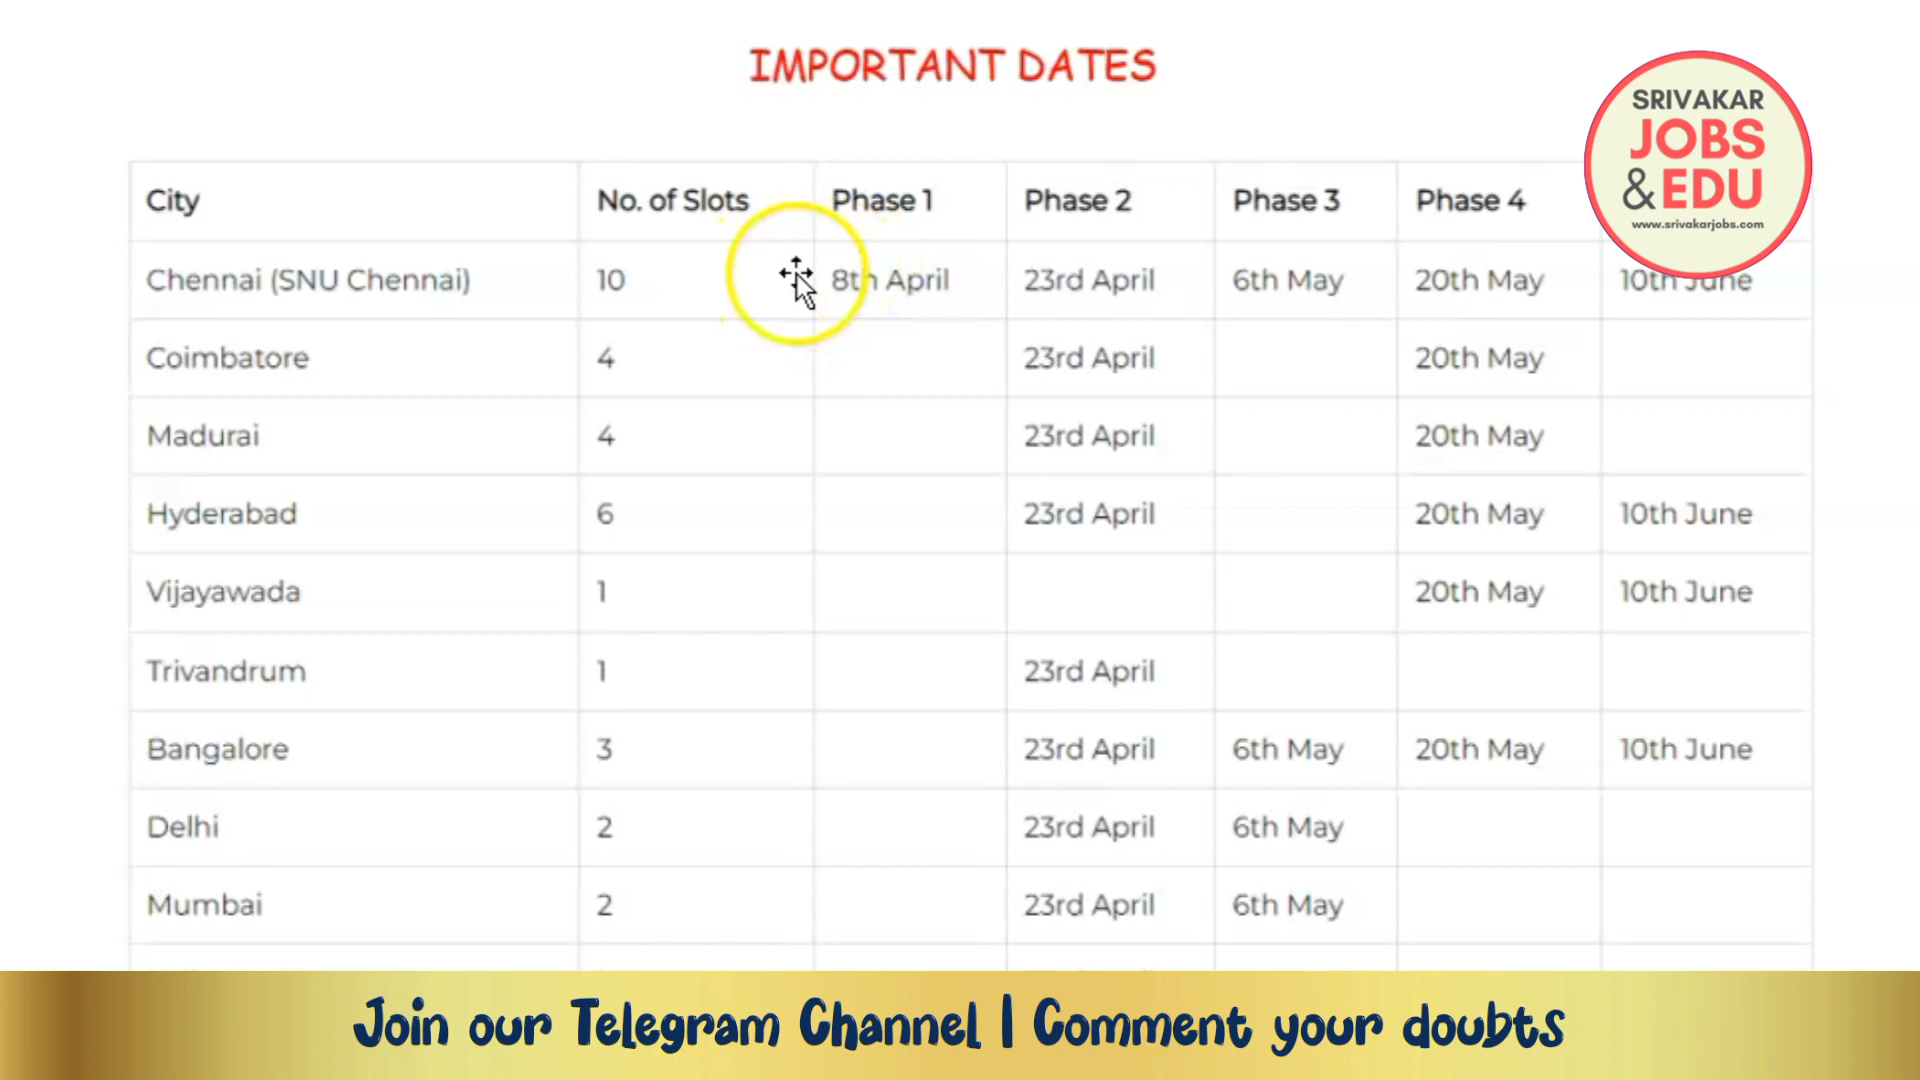 IMPORTANT DATES
SRIVAKAR
JOBS
& EDU
www.srivakarjobs.com
City No. of Slots Phase 1 Phase 2 Phase 3 Phase 4
Chennai (SNU Chennai) 10 8th April 23rd April 6th May 20th May 10th June
Coimbatore 4 23rd April 20th May
Madurai 4 23rd April 20th May
Hyderabad 6 23rd April 20th May 10th June
Vijayawada 1 20th May 10th June
Trivandrum 1 23rd April
Bangalore 3 23rd April 6th May 20th May 10th June
Delhi 2 23rd April 6th May
Mumbai 2 23rd April 6th May
Join our Telegram Channel | Comment your doubts